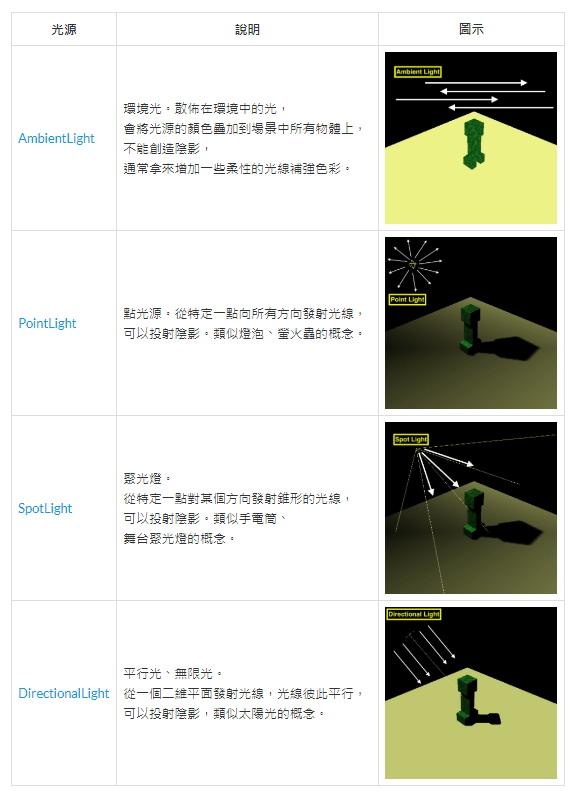 光源 說明 圖示
AmbientLight
環境光。散佈在環境中的光，
會將光源的顏色疊加到場景中所有物體上，
不能創造陰影，
通常拿來增加一些柔性的光線補強色彩。
Ambient Light
PointLight
點光源。從特定一點向所有方向發射光線，
可以投射陰影。類似燈泡、螢火蟲的概念。
Point Light
SpotLight
聚光燈。
從特定一點對某個方向發射錐形的光線，
可以投射陰影。類似手電筒、
舞台聚光燈的概念。
Spot Light
DirectionalLight
平行光、無限光。
從一個二維平面發射光線，光線彼此平行，
可以投射陰影，類似太陽光的概念。
Directional Light